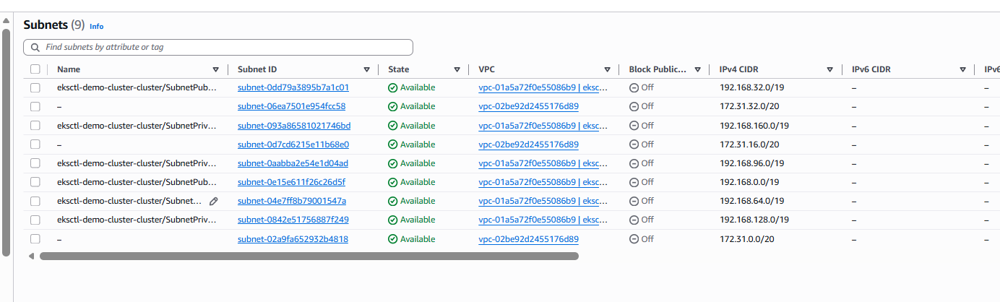 Subnets (9) Info
Find subnets by attribute or tag
Name Subnet ID State VPC Block Public... IPv4 CIDR IPv6 CIDR IPv6
eksctl-demo-cluster-cluster/SubnetPub... subnet-0dd79a3895b7a1c01 Available vpc-01a5a72f0e55086b9 | eksc... Off 192.168.32.0/19 – –
– subnet-06ea7501e954fcc58 Available vpc-02be92d2455176d89 Off 172.31.32.0/20 – –
eksctl-demo-cluster-cluster/SubnetPriv... subnet-093a86581021746bd Available vpc-01a5a72f0e55086b9 | eksc... Off 192.168.160.0/19 – –
– subnet-0d7cd6215e11b68e0 Available vpc-02be92d2455176d89 Off 172.31.16.0/20 – –
eksctl-demo-cluster-cluster/SubnetPriv... subnet-0aabba2e54e1d04ad Available vpc-01a5a72f0e55086b9 | eksc... Off 192.168.96.0/19 – –
eksctl-demo-cluster-cluster/SubnetPub... subnet-0e15e611f26c26d5f Available vpc-01a5a72f0e55086b9 | eksc... Off 192.168.0.0/19 – –
eksctl-demo-cluster-cluster/Subnet... subnet-04e7ff8b79001547a Available vpc-01a5a72f0e55086b9 | eksc... Off 192.168.64.0/19 – –
eksctl-demo-cluster-cluster/SubnetPriv... subnet-0842e51756887f249 Available vpc-01a5a72f0e55086b9 | eksc... Off 192.168.128.0/19 – –
– subnet-02a9fa652932b4818 Available vpc-02be92d2455176d89 Off 172.31.0.0/20 – –